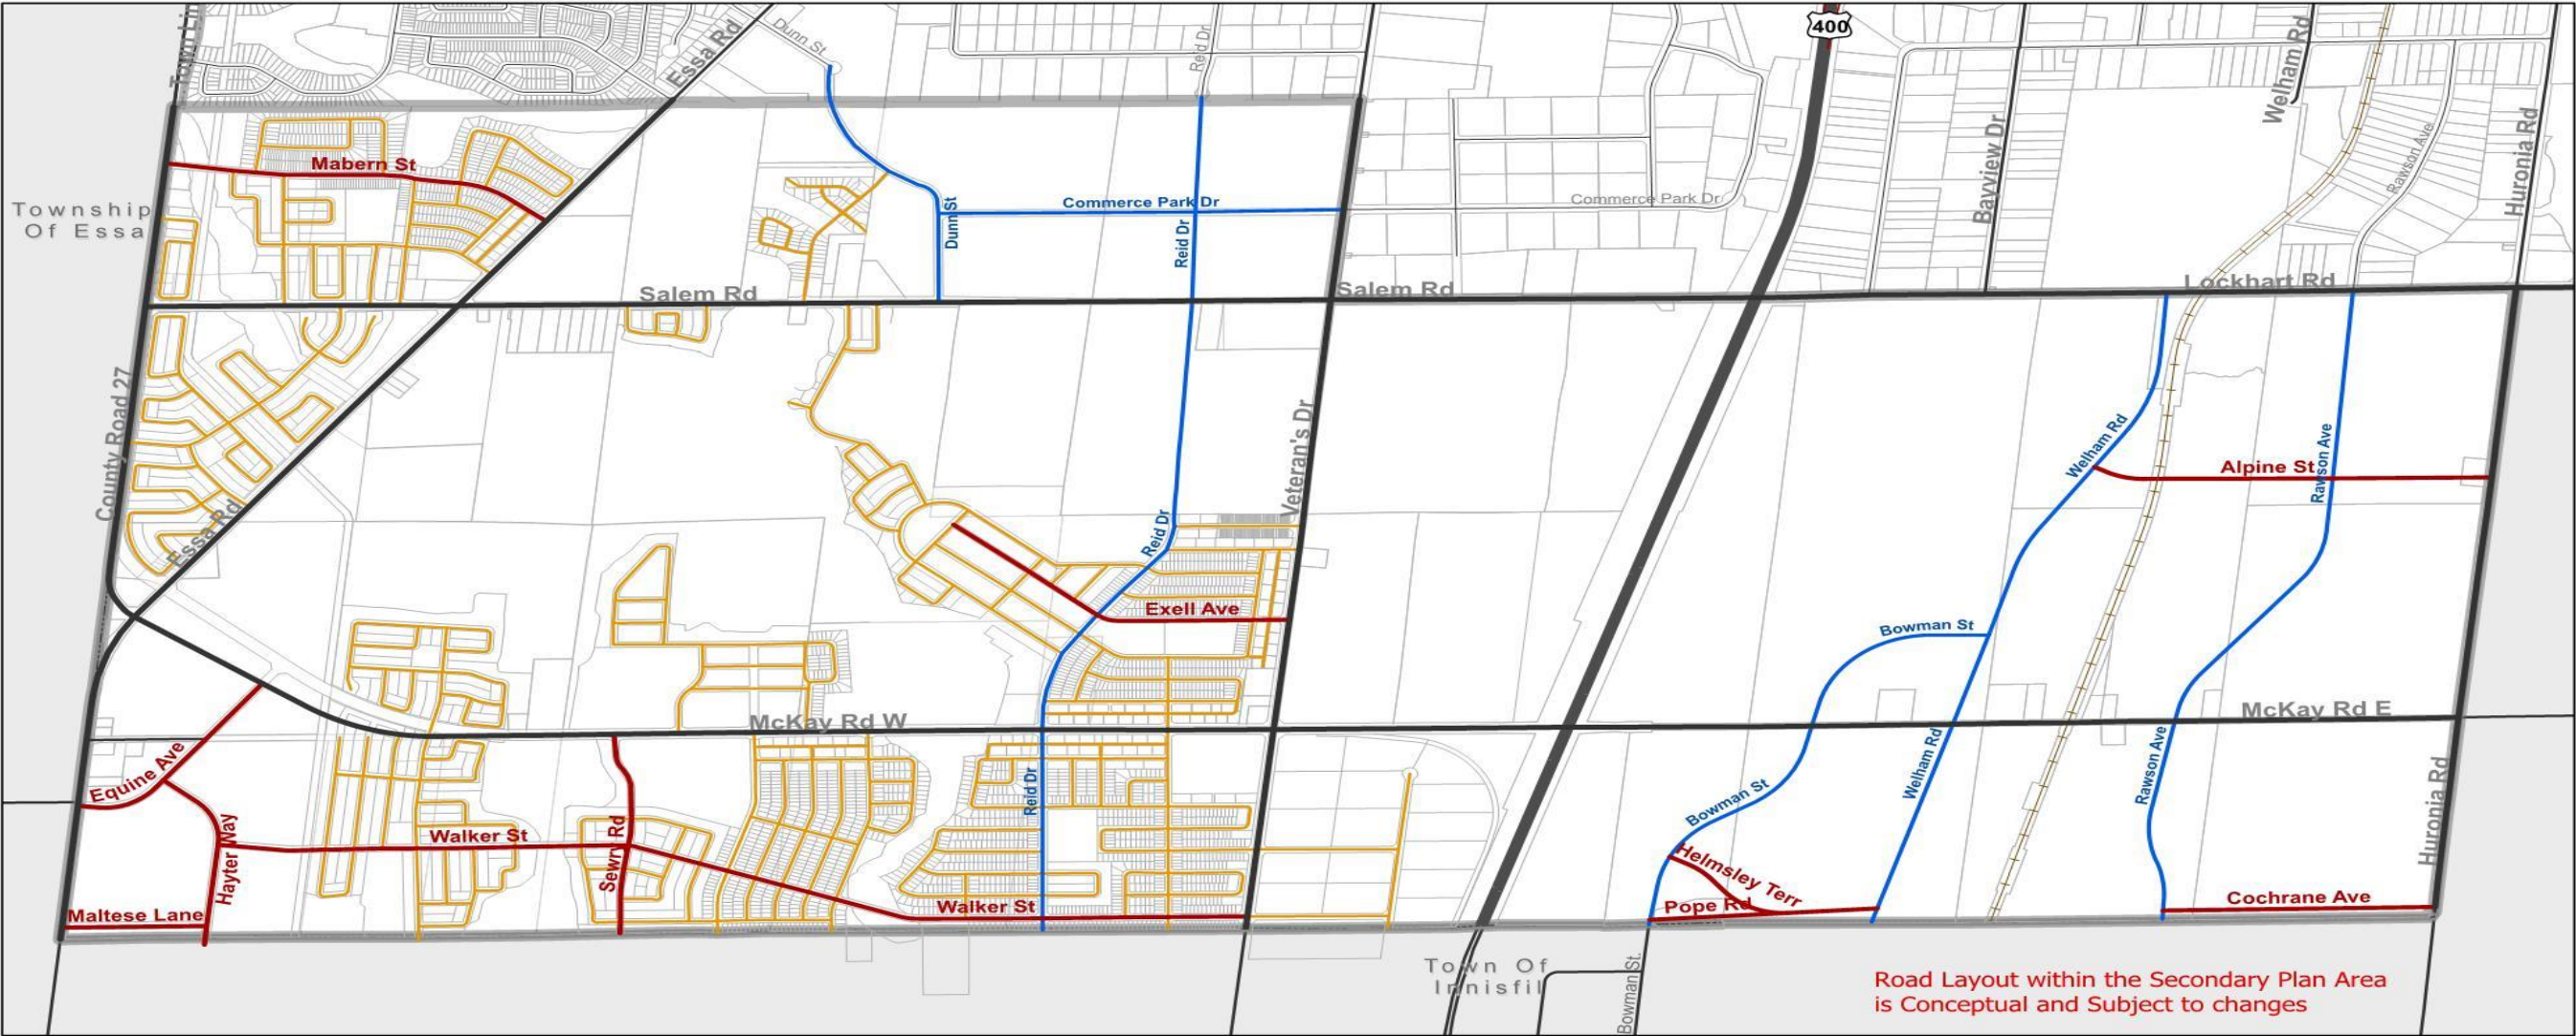 Town Lin
Essa Rd
Dunn St
Reid Dr
400
Welham Rd
Rawson Ave
Huronia Rd
Bayview Dr
Mabern St
Township
Of Essa
Dunn St
Commerce Park Dr
Reid Dr
Commerce Park Dr
Salem Rd
Salem Rd
Lockhart Rd
County Road 27
Essa Rd
Veteran's Dr
Reid Dr
Welham Rd
Alpine St
Rawson Ave
Exell Ave
Bowman St
McKay Rd W
McKay Rd E
Equine Ave
Reid Dr
Bowman St
Welham Rd
Rawson Ave
Huronia Rd
Hayter Way
Walker St
Sewry Rd
Helmsley Terr
Maltese Lane
Walker St
Pope Rd
Cochrane Ave
Town Of
Innisfil
Bowman St.
Road Layout within the Secondary Plan Area
is Conceptual and Subject to changes